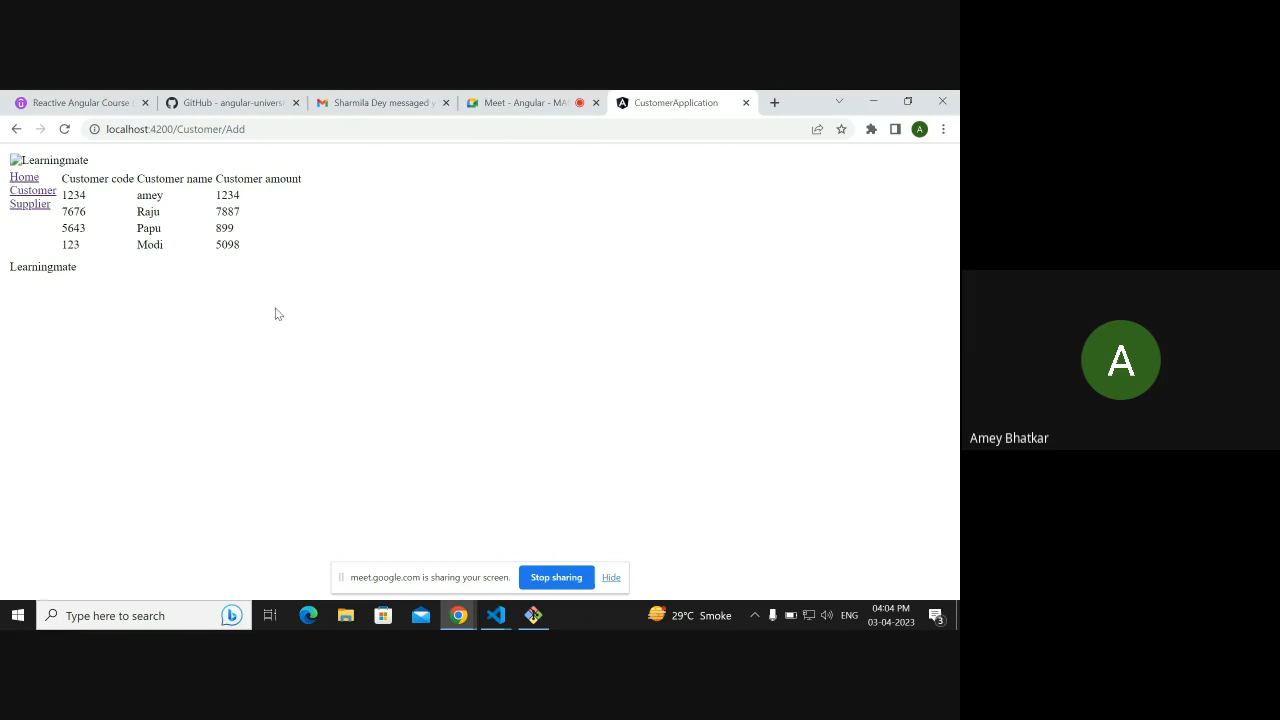 Reactive Angular Course
GitHub - angular-universi
Sharmila Dey messaged y
Meet - Angular - MA
CustomerApplication
localhost:4200/Customer/Add
A
Learningmate
Home
Customer
Supplier
Customer code Customer name Customer amount
1234 amey 1234
7676 Raju 7887
5643 Papu 899
123 Modi 5098
Learningmate
A
Amey Bhatkar
meet.google.com is sharing your screen. Stop sharing Hide
Type here to search
29°C Smoke
ENG
04:04 PM
03-04-2023
3